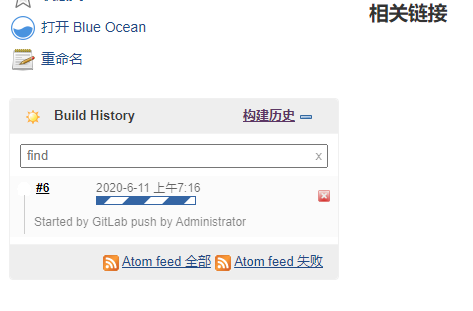 相关链接
打开 Blue Ocean
重命名
Build History 构建历史
find x
#6 2020-6-11 上午7:16
Started by GitLab push by Administrator
Atom feed 全部 Atom feed 失败